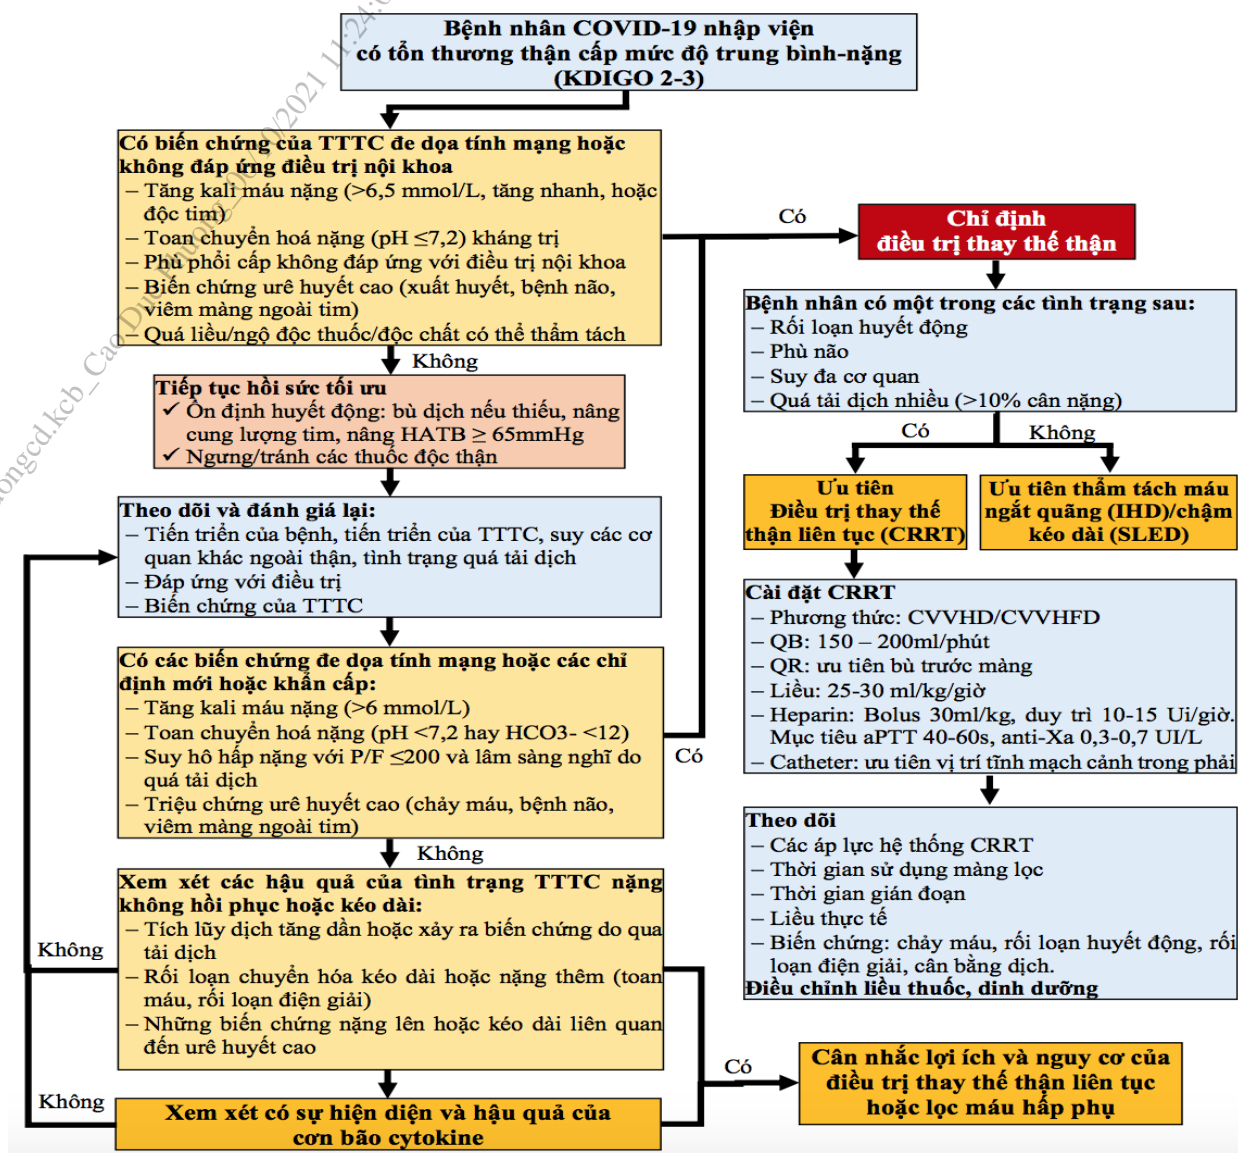 Bệnh nhân COVID-19 nhập viện
có tổn thương thận cấp mức độ trung bình-nặng
(KDIGO 2-3)
Có biến chứng của TTTC đe dọa tính mạng hoặc
không đáp ứng điều trị nội khoa
– Tăng kali máu nặng (>6,5 mmol/L, tăng nhanh, hoặc
độc tim)
– Toan chuyển hoá nặng (pH ≤7,2) kháng trị
– Phù phổi cấp không đáp ứng với điều trị nội khoa
– Biến chứng urê huyết cao (xuất huyết, bệnh não,
viêm màng ngoài tim)
– Quá liều/ngộ độc thuốc/độc chất có thể thẩm tách
Không
Tiếp tục hồi sức tối ưu
✓ Ổn định huyết động: bù dịch nếu thiếu, nâng
cung lượng tim, nâng HATB ≥ 65mmHg
✓ Ngưng/tránh các thuốc độc thận
Theo dõi và đánh giá lại:
– Tiến triển của bệnh, tiến triển của TTTC, suy các cơ
quan khác ngoài thận, tình trạng quá tải dịch
– Đáp ứng với điều trị
– Biến chứng của TTTC
Có các biến chứng đe dọa tính mạng hoặc các chỉ
định mới hoặc khẩn cấp:
– Tăng kali máu nặng (>6 mmol/L)
– Toan chuyển hoá nặng (pH <7,2 hay HCO3- <12)
– Suy hô hấp nặng với P/F ≤200 và lâm sàng nghĩ do
quá tải dịch
– Triệu chứng urê huyết cao (chảy máu, bệnh não,
viêm màng ngoài tim)
Có
Không
Xem xét các hậu quả của tình trạng TTTC nặng
không hồi phục hoặc kéo dài:
– Tích lũy dịch tăng dần hoặc xảy ra biến chứng do qua
tải dịch
– Rối loạn chuyển hóa kéo dài hoặc nặng thêm (toan
máu, rối loạn điện giải)
– Những biến chứng nặng lên hoặc kéo dài liên quan
đến urê huyết cao
Không
Xem xét có sự hiện diện và hậu quả của
cơn bão cytokine
Không
Có
Cân nhắc lợi ích và nguy cơ của
điều trị thay thế thận liên tục
hoặc lọc máu hấp phụ
Có
Chỉ định
điều trị thay thế thận
Bệnh nhân có một trong các tình trạng sau:
– Rối loạn huyết động
– Phù não
– Suy đa cơ quan
– Quá tải dịch nhiều (>10% cân nặng)
Có
Không
Ưu tiên
Điều trị thay thế
thận liên tục (CRRT)
Ưu tiên thẩm tách máu
ngắt quãng (IHD)/chậm
kéo dài (SLED)
Cài đặt CRRT
– Phương thức: CVVHD/CVVHFD
– QB: 150 – 200ml/phút
– QR: ưu tiên bù trước màng
– Liều: 25-30 ml/kg/giờ
– Heparin: Bolus 30ml/kg, duy trì 10-15 Ui/giờ.
Mục tiêu aPTT 40-60s, anti-Xa 0,3-0,7 UI/L
– Catheter: ưu tiên vị trí tĩnh mạch cảnh trong phải
Theo dõi
– Các áp lực hệ thống CRRT
– Thời gian sử dụng màng lọc
– Thời gian gián đoạn
– Liều thực tế
– Biến chứng: chảy máu, rối loạn huyết động, rối
loạn điện giải, cân bằng dịch.
Điều chỉnh liều thuốc, dinh dưỡng